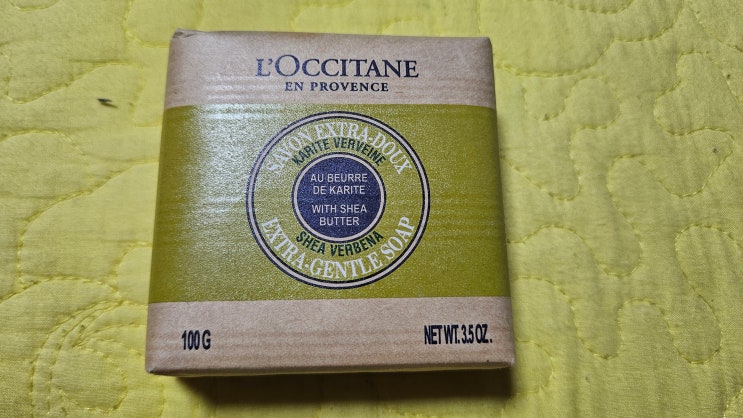 L'OCCITANE
EN PROVENCE
SAVON EXTRA-DOUX
KARITE VERVEINE
AU BEURRE
DE KARITE
WITH SHEA
BUTTER
SHEA VERBENA
EXTRA-GENTLE SOAP
100 G
NET WT. 3.5 OZ.